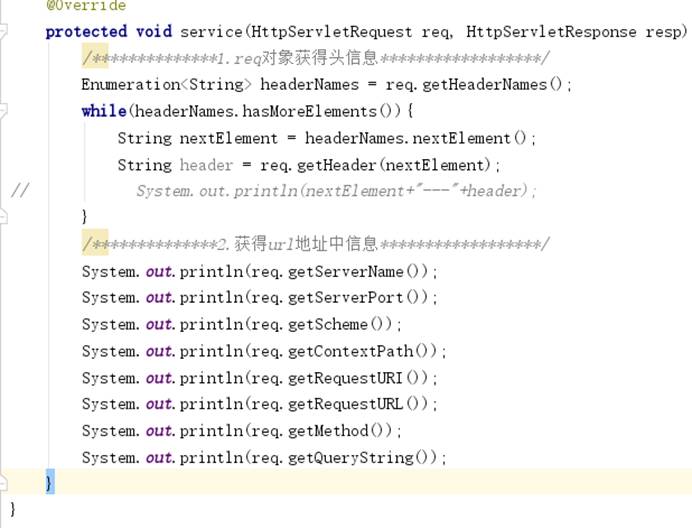 @Override
protected void service(HttpServletRequest req, HttpServletResponse resp)
/**************1.req对象获得头信息******************/
Enumeration<String> headerNames = req.getHeaderNames();
while(headerNames.hasMoreElements()){
String nextElement = headerNames.nextElement();
String header = req.getHeader(nextElement);
// System.out.println(nextElement+"---"+header);
}
/**************2.获得url地址中信息******************/
System.out.println(req.getServerName());
System.out.println(req.getServerPort());
System.out.println(req.getScheme());
System.out.println(req.getContextPath());
System.out.println(req.getRequestURI());
System.out.println(req.getRequestURL());
System.out.println(req.getMethod());
System.out.println(req.getQueryString());
}
}